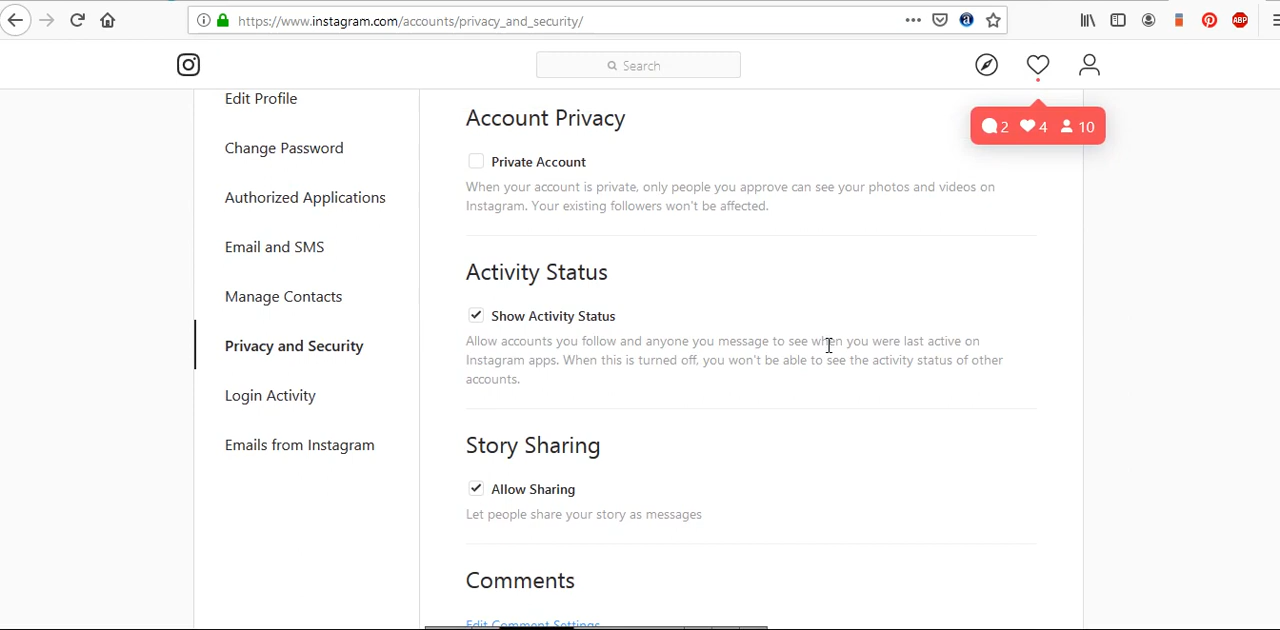 https://www.instagram.com/accounts/privacy_and_security/
ABP
Search
2 4 10
Edit Profile
Change Password
Authorized Applications
Email and SMS
Manage Contacts
Privacy and Security
Login Activity
Emails from Instagram
Account Privacy
Private Account
When your account is private, only people you approve can see your photos and videos on
Instagram. Your existing followers won't be affected.
Activity Status
Show Activity Status
Allow accounts you follow and anyone you message to see when you were last active on
Instagram apps. When this is turned off, you won't be able to see the activity status of other
accounts.
Story Sharing
Allow Sharing
Let people share your story as messages
Comments
Edit Comment Settings